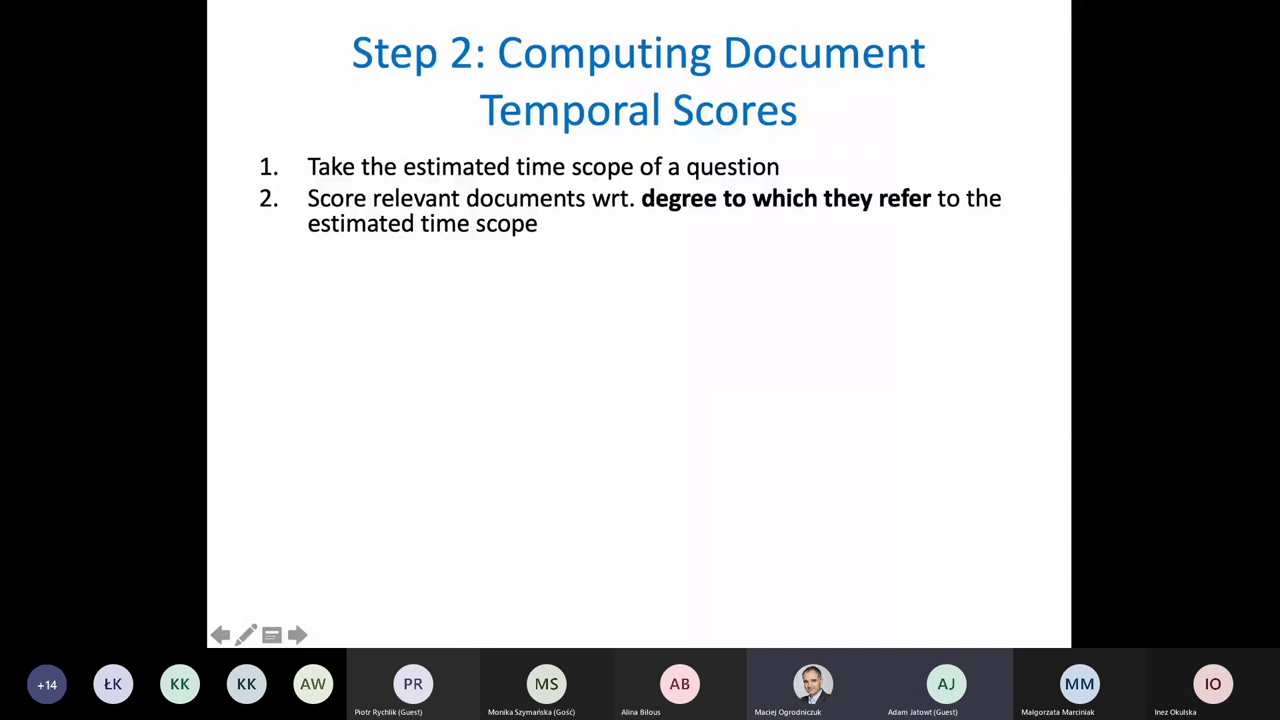 Step 2: Computing Document
Temporal Scores
1. Take the estimated time scope of a question
2. Score relevant documents wrt. degree to which they refer to the
estimated time scope
+14
ŁK
KK
KK
AW
PR
MS
AB
AJ
MM
IO
Piotr Rychlik (Guest)
Monika Szymańska (Gość)
Alina Bilous
Maciej Ogrodniczuk
Adam Jatowt (Guest)
Małgorzata Marciniak
Inez Okulska